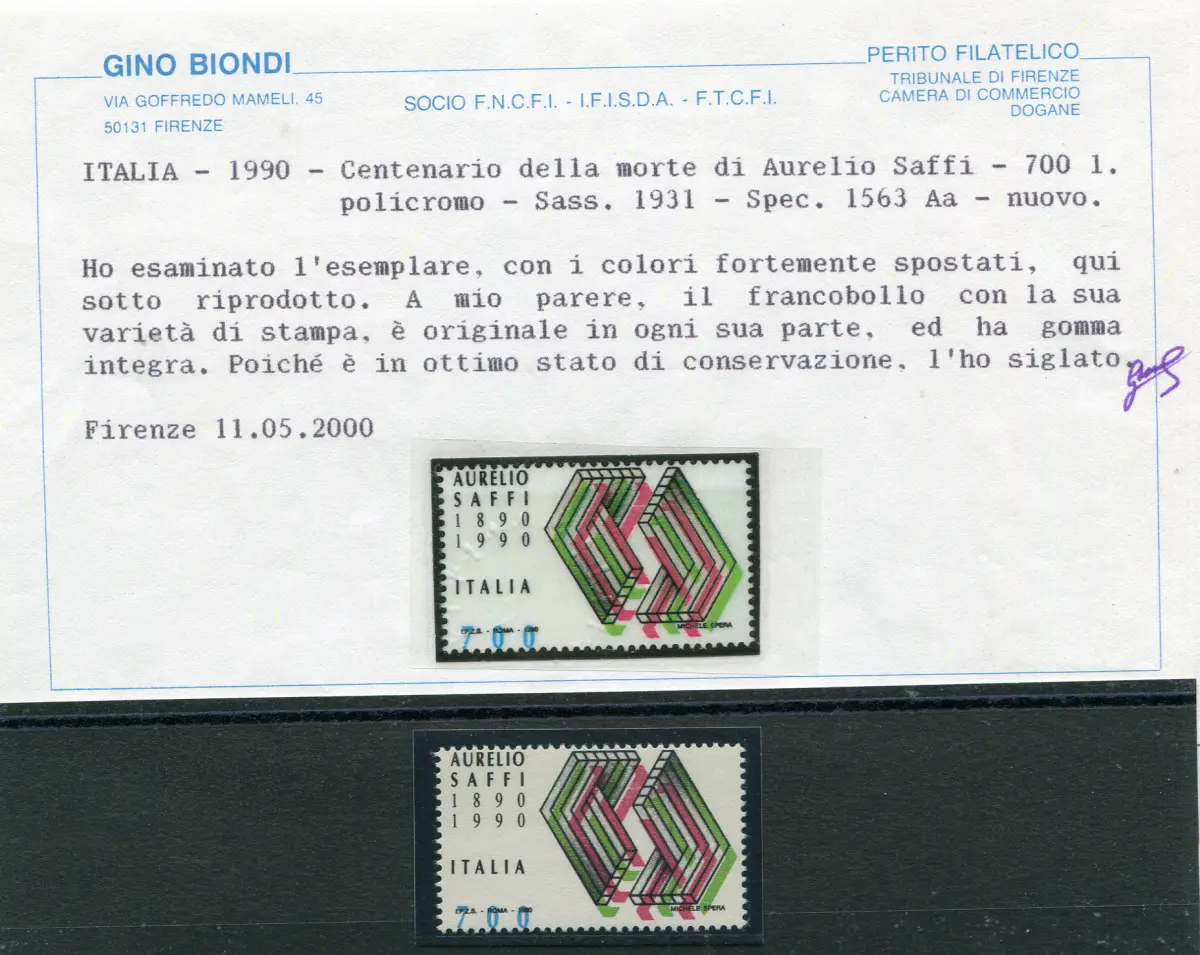 GINO BIONDI
PERITO FILATELICO
VIA GOFFREDO MAMELI. 45
50131 FIRENZE
SOCIO F.N.C.F.I. - I.F.I.S.D.A. - F.T.C.F.I.
TRIBUNALE DI FIRENZE
CAMERA DI COMMERCIO
DOGANE
ITALIA - 1990 - Centenario della morte di Aurelio Saffi - 700 l.
policromo - Sass. 1931 - Spec. 1563 Aa - nuovo.
Ho esaminato l'esemplare, con i colori fortemente spostati, qui
sotto riprodotto. A mio parere, il francobollo con la sua
varietà di stampa, è originale in ogni sua parte, ed ha gomma
integra. Poiché è in ottimo stato di conservazione, l'ho siglato.
Firenze 11.05.2000
AURELIO
SAFFI
1890
1990
ITALIA
I.P.Z.S. - ROMA - 1990
700
MICHELE SPERA
AURELIO
SAFFI
1890
1990
ITALIA
I.P.Z.S. - ROMA - 1990
700
MICHELE SPERA